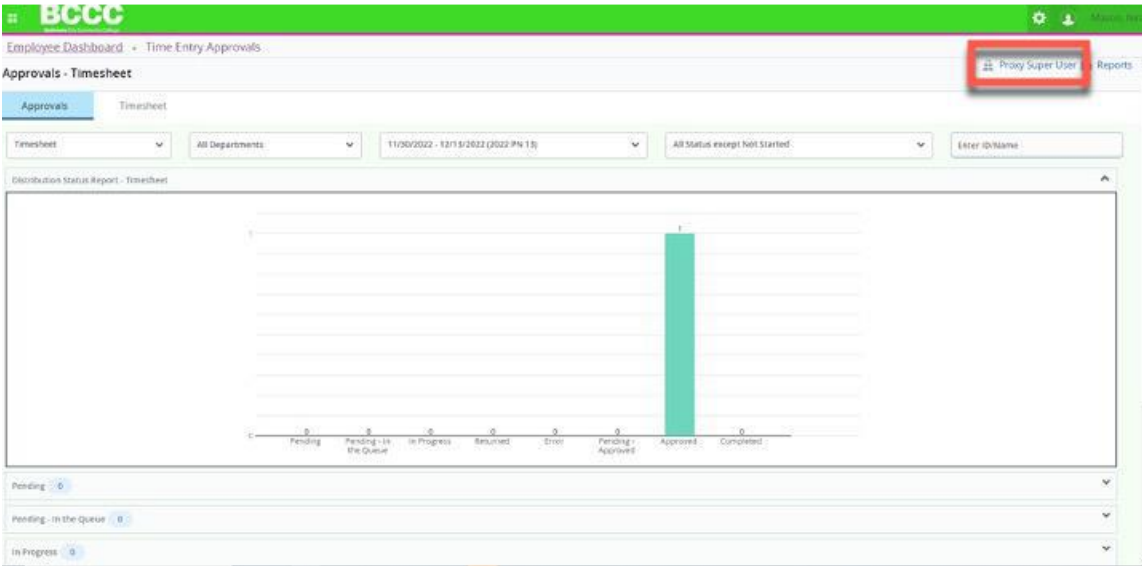 BCCC
Employee Dashboard • Time Entry Approvals
Approvals - Timesheet
Proxy Super User
Reports
Approvals
Timesheet
Timesheet
All Departments
11/30/2022 - 12/13/2022 (2022 PN 13)
All Status except Not Started
Enter ID/Name
Distribution Status Report - Timesheet
1
1
0
0
0
0
0
0
0
0
Pending
Pending - In the Queue
In Progress
Returned
Error
Pending - Approved
Approved
Completed
Pending 0
Pending - In the Queue 0
In Progress 0